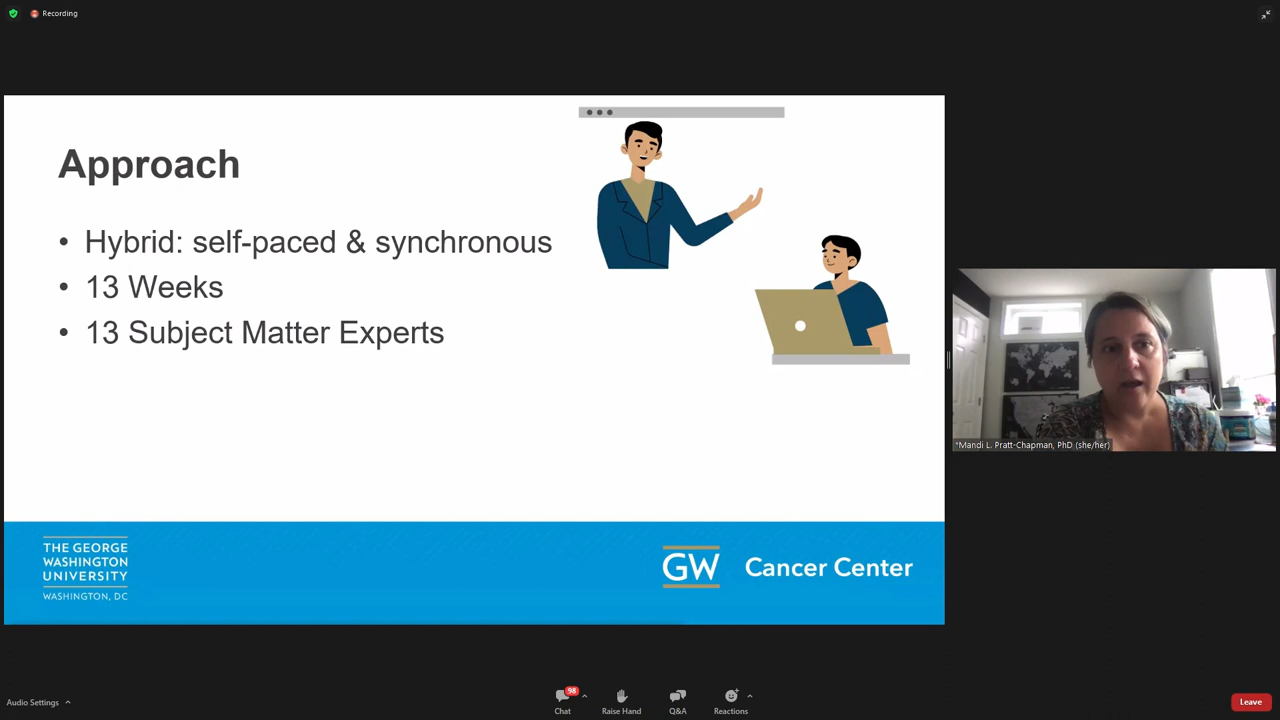 Recording
Approach
• Hybrid: self-paced & synchronous
• 13 Weeks
• 13 Subject Matter Experts
*Mandi L. Pratt-Chapman, PhD (she/her)
THE GEORGE
WASHINGTON
UNIVERSITY
WASHINGTON, DC
GW Cancer Center
Audio Settings
98
Chat
Raise Hand
Q&A
Reactions
Leave